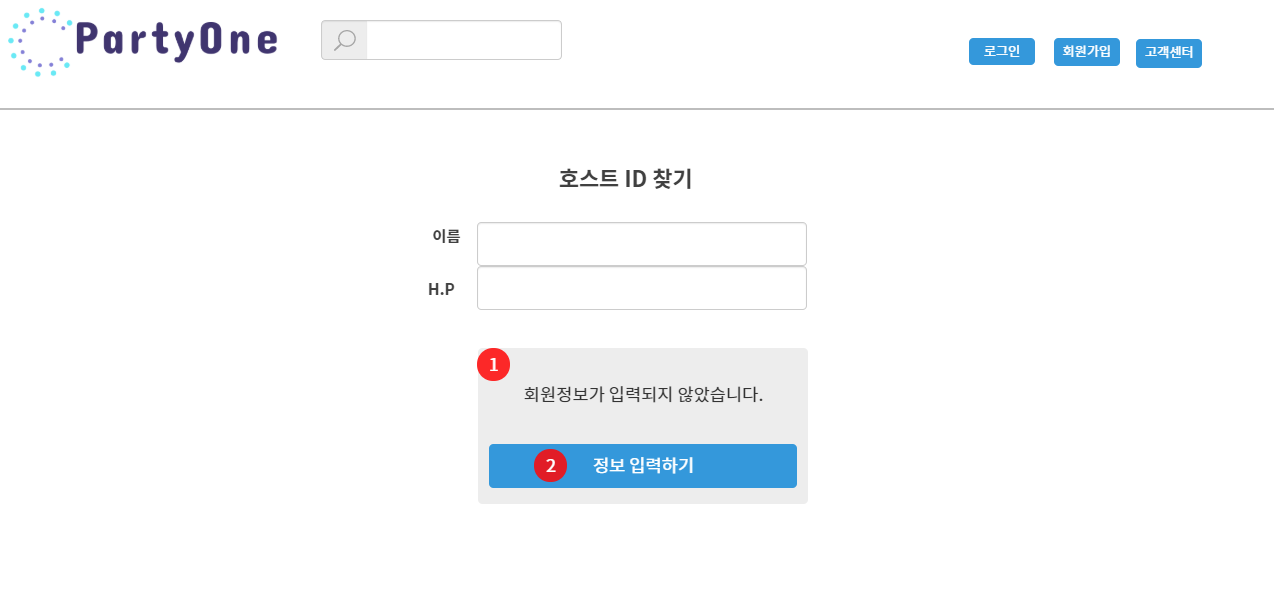 PartyOne
로그인
회원가입
고객센터
호스트 ID 찾기
이름
H.P
1
회원정보가 입력되지 않았습니다.
2 정보 입력하기